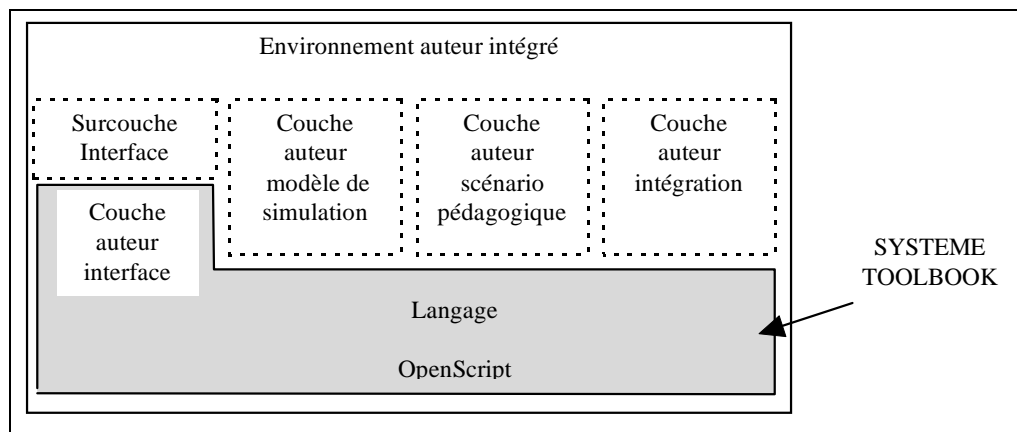 Environnement auteur intégré
Surcouche
Interface
Couche
auteur
modèle de
simulation
Couche
auteur
scénario
pédagogique
Couche
auteur
intégration
Couche
auteur
interface
Langage
OpenScript
SYSTEME
TOOLBOOK